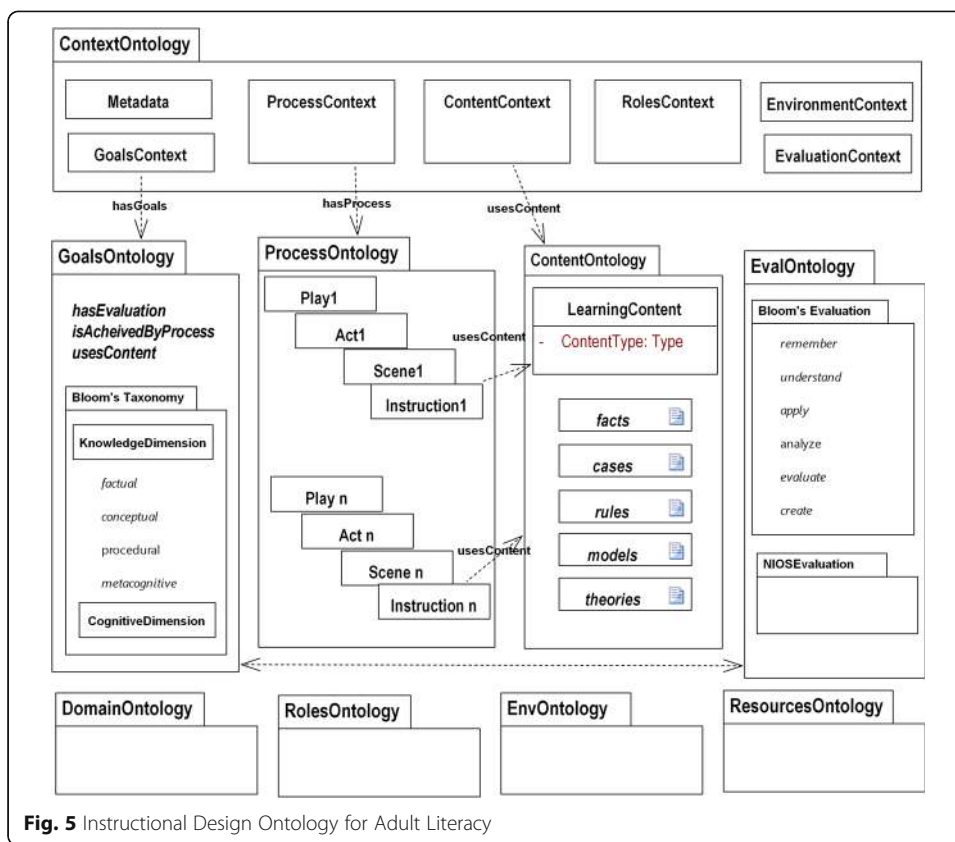 ContextOntology
Metadata
ProcessContext
ContentContext
RolesContext
EnvironmentContext
GoalsContext
EvaluationContext
hasGoals
hasProcess
usesContent
GoalsOntology
hasEvaluation
isAcheivedByProcess
usesContent
Bloom's Taxonomy
KnowledgeDimension
factual
conceptual
procedural
metacognitive
CognitiveDimension
ProcessOntology
Play1
Act1
Scene1
Instruction1
usesContent
Play n
Act n
Scene n
Instruction n
usesContent
ContentOntology
LearningContent
- ContentType: Type
facts
cases
rules
models
theories
EvalOntology
Bloom's Evaluation
remember
understand
apply
analyze
evaluate
create
NIOSEvaluation
DomainOntology
RolesOntology
EnvOntology
ResourcesOntology
Fig. 5 Instructional Design Ontology for Adult Literacy